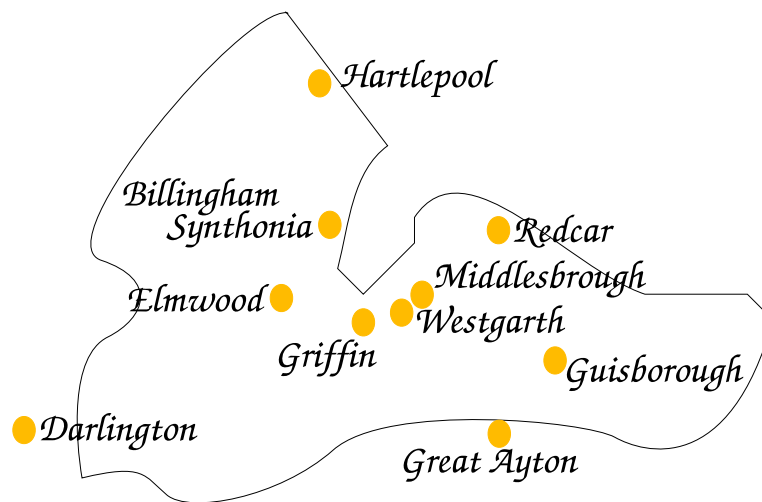 Hartlepool
Billingham
Synthonia
Redcar
Middlesbrough
Elmwood
Westgarth
Griffin
Guisborough
Darlington
Great Ayton